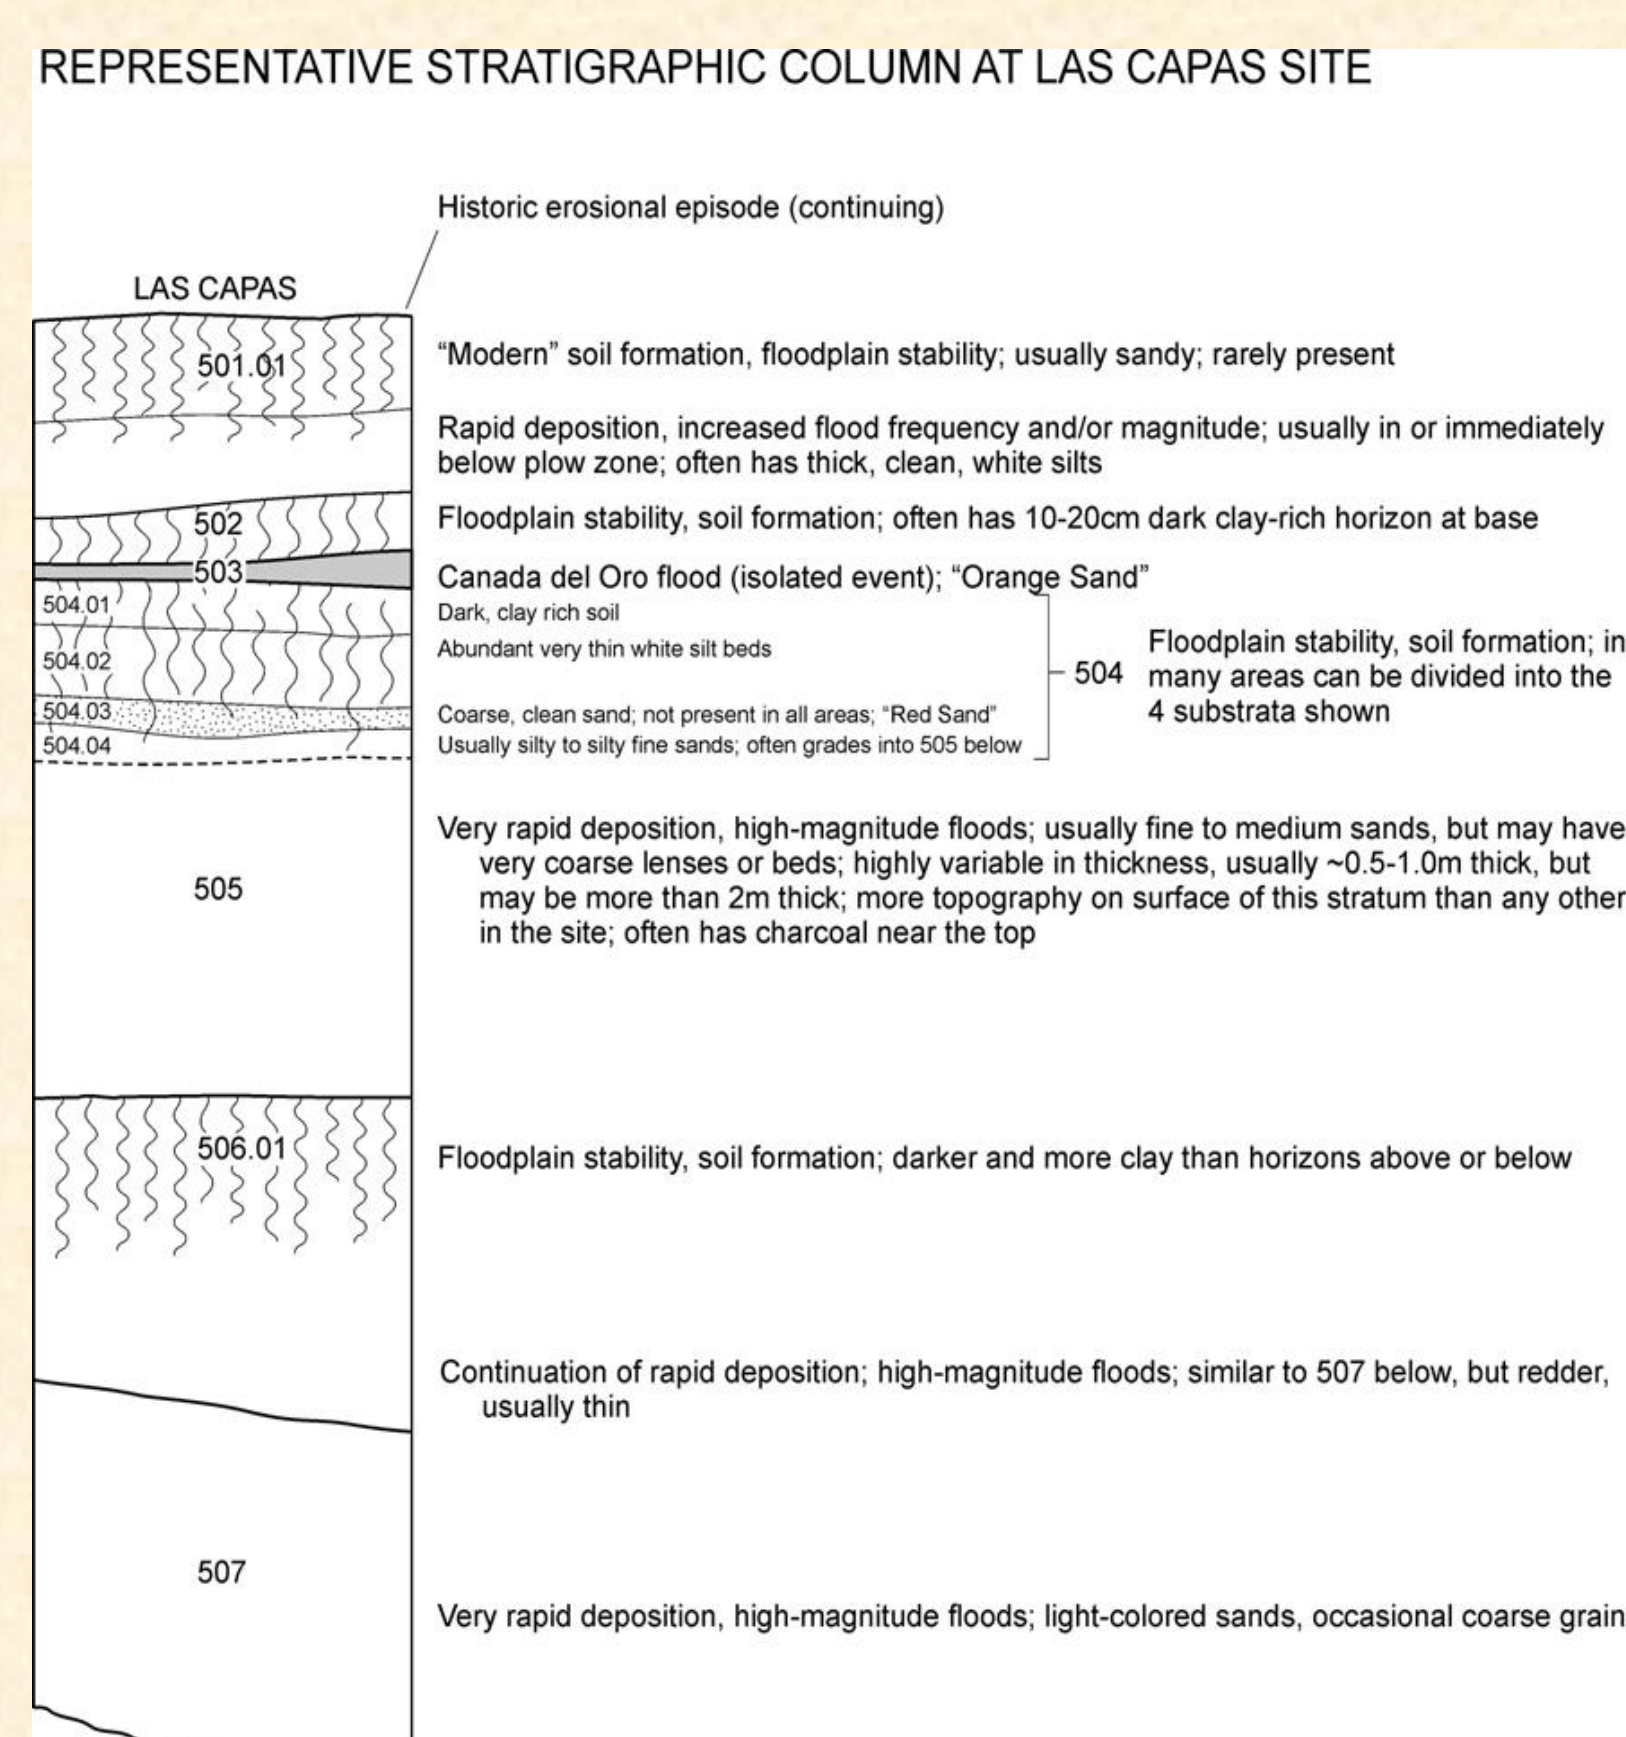 REPRESENTATIVE STRATIGRAPHIC COLUMN AT LAS CAPAS SITE
Historic erosional episode (continuing)
LAS CAPAS
501.01
“Modern” soil formation, floodplain stability; usually sandy; rarely present
Rapid deposition, increased flood frequency and/or magnitude; usually in or immediately
below plow zone; often has thick, clean, white silts
502
Floodplain stability, soil formation; often has 10-20cm dark clay-rich horizon at base
503
Canada del Oro flood (isolated event); “Orange Sand”
504.01
Dark, clay rich soil
504.02
Abundant very thin white silt beds
504.03
Coarse, clean sand; not present in all areas; “Red Sand”
504.04
Usually silty to silty fine sands; often grades into 505 below
504
Floodplain stability, soil formation; in
many areas can be divided into the
4 substrata shown
505
Very rapid deposition, high-magnitude floods; usually fine to medium sands, but may have
very coarse lenses or beds; highly variable in thickness, usually ~0.5-1.0m thick, but
may be more than 2m thick; more topography on surface of this stratum than any other
in the site; often has charcoal near the top
506.01
Floodplain stability, soil formation; darker and more clay than horizons above or below
Continuation of rapid deposition; high-magnitude floods; similar to 507 below, but redder,
usually thin
507
Very rapid deposition, high-magnitude floods; light-colored sands, occasional coarse grain